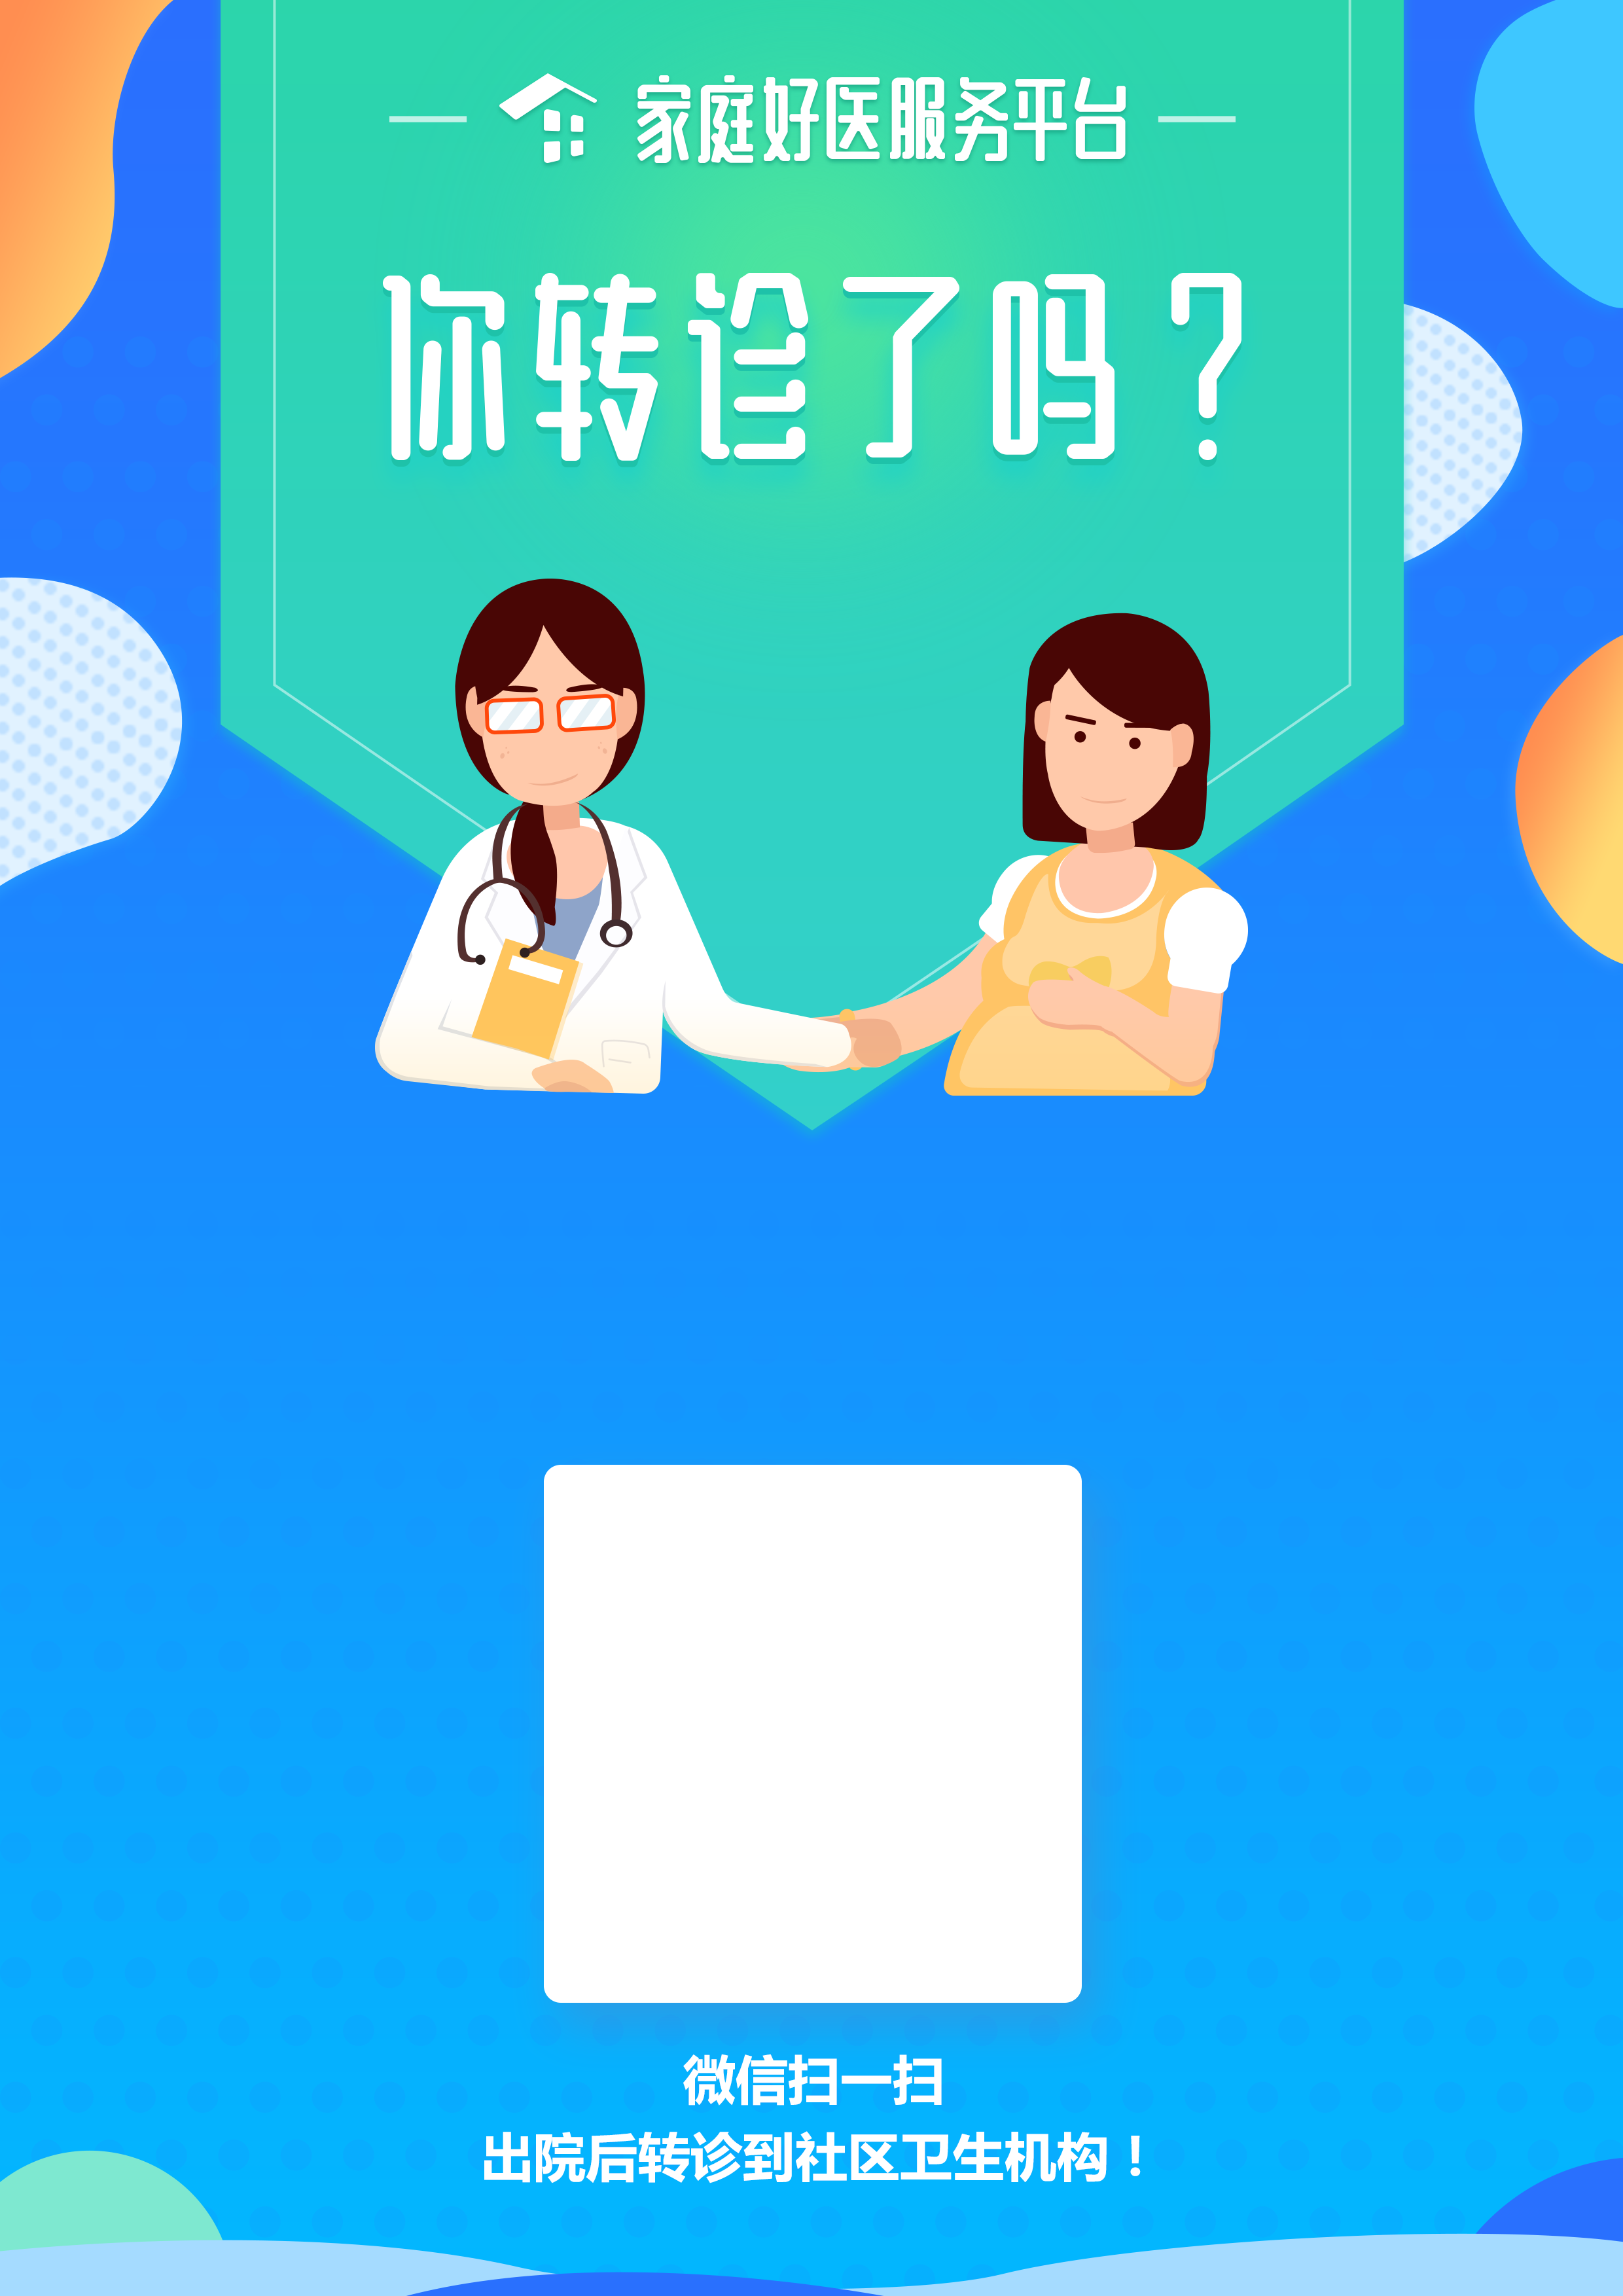 家庭好医服务平台
你转诊了吗？
微信扫一扫
出院后转诊到社区卫生机构！